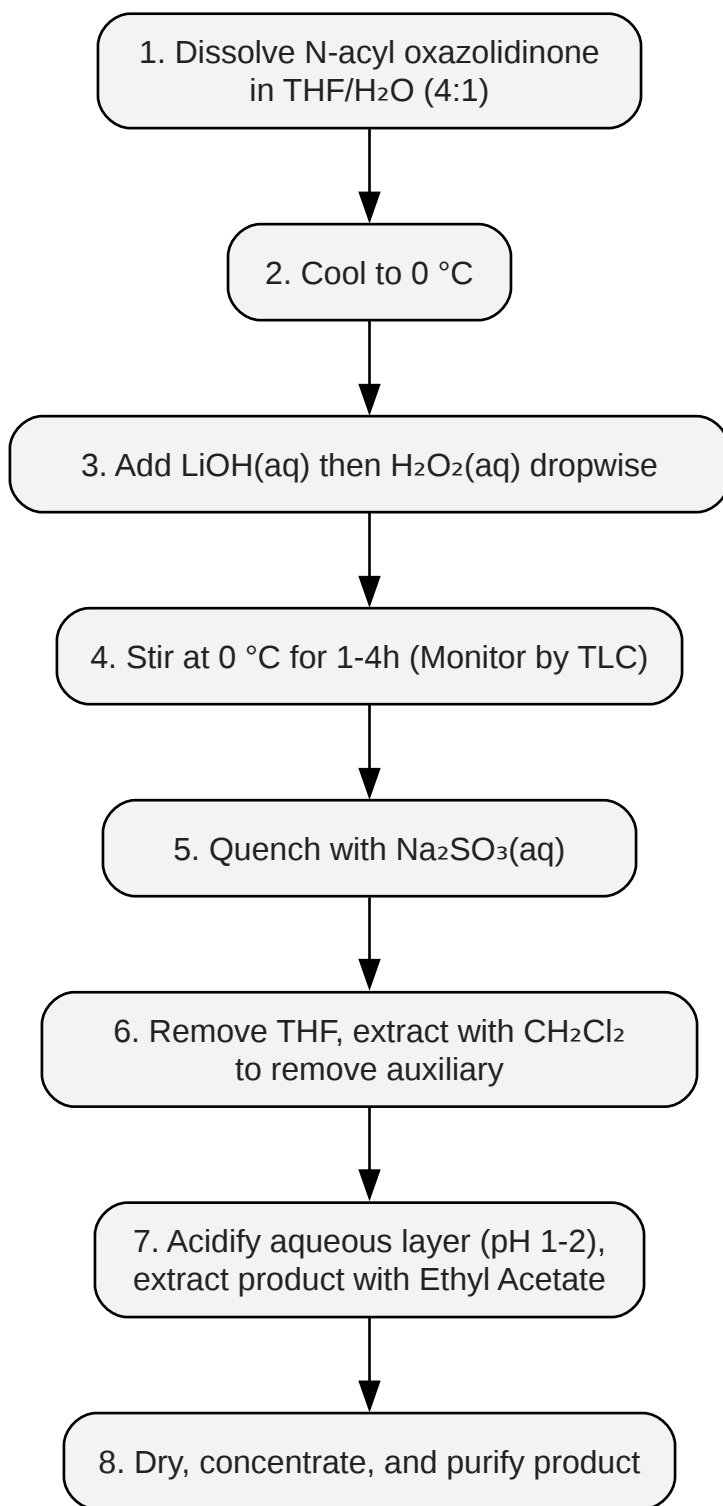 1. Dissolve N-acyl oxazolidinone
in THF/H₂O (4:1)
2. Cool to 0 °C
3. Add LiOH(aq) then H₂O₂(aq) dropwise
4. Stir at 0 °C for 1-4h (Monitor by TLC)
5. Quench with Na₂SO₃(aq)
6. Remove THF, extract with CH₂Cl₂
to remove auxiliary
7. Acidify aqueous layer (pH 1-2),
extract product with Ethyl Acetate
8. Dry, concentrate, and purify product